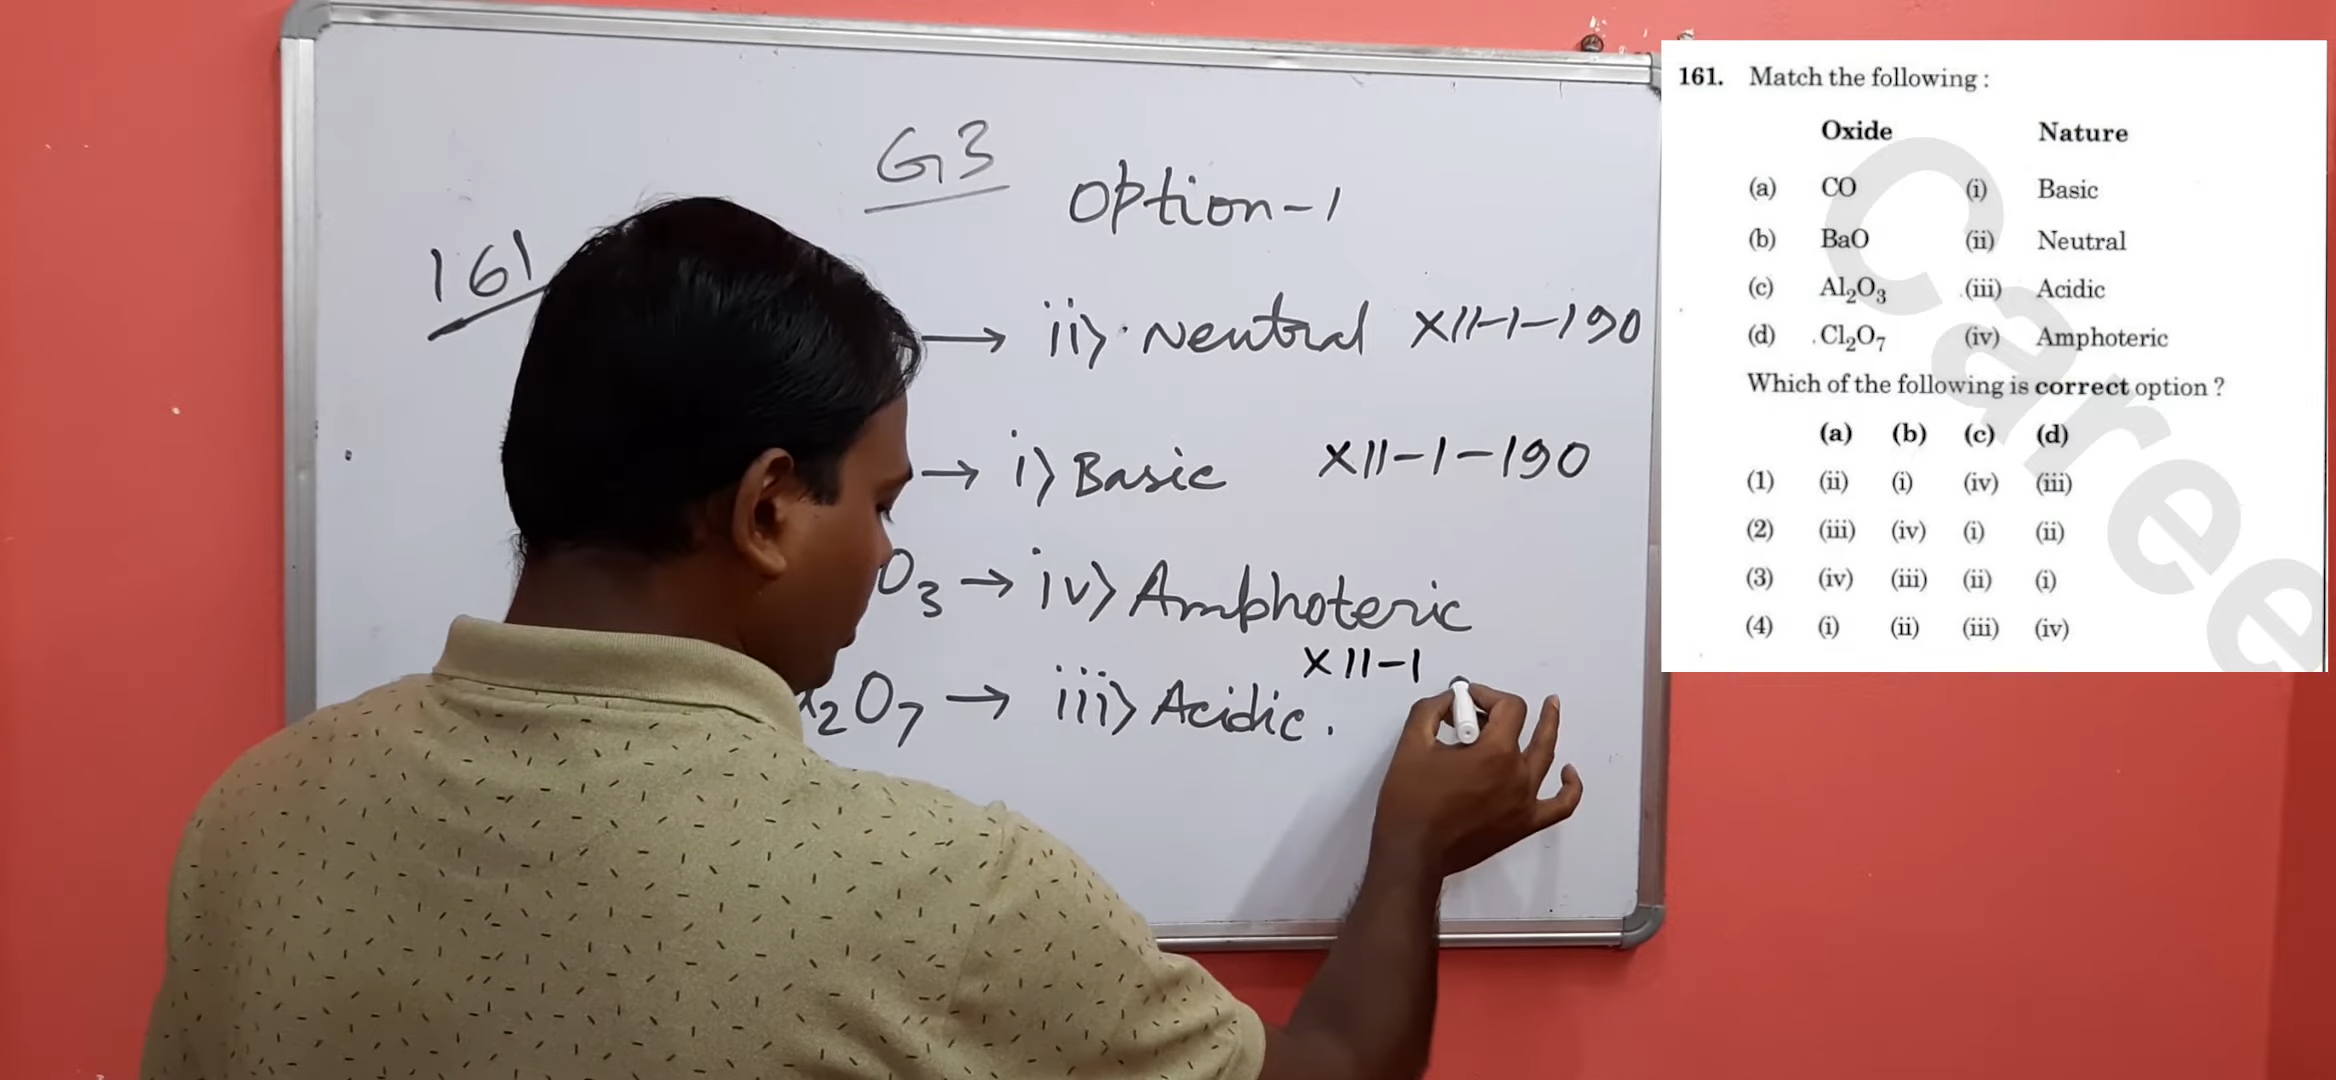 G3
Option-1
161
→ ii) Neutral XII-1-190
→ i) Basic XII-1-190
O3 → iv) Amphoteric
XII-1
2O7 → iii) Acidic.
161. Match the following :
Oxide Nature
(a) CO (i) Basic
(b) BaO (ii) Neutral
(c) Al₂O₃ (iii) Acidic
(d) Cl₂O₇ (iv) Amphoteric
Which of the following is correct option ?
(a) (b) (c) (d)
(1) (ii) (i) (iv) (iii)
(2) (iii) (iv) (i) (ii)
(3) (iv) (iii) (ii) (i)
(4) (i) (ii) (iii) (iv)
Caree